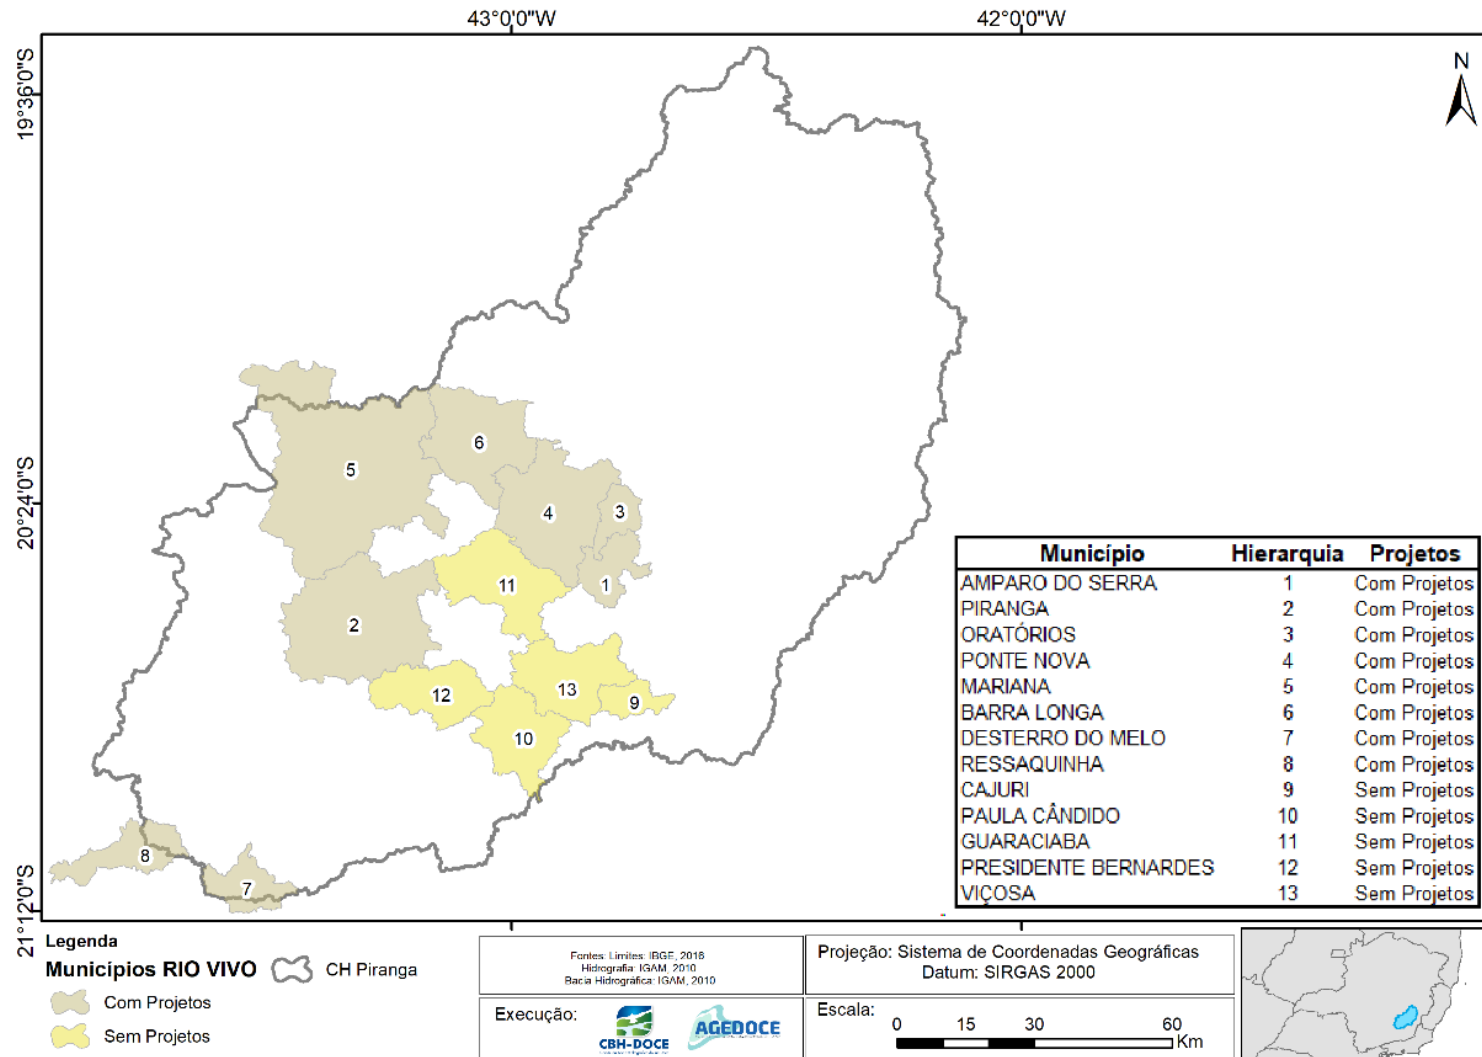 43°0'0"W
42°0'0"W
19°36'0"S
20°24'0"S
21°12'0"S
N
5
6
4
3
1
11
2
12
13
9
10
8
7
Município Hierarquia Projetos
AMPARO DO SERRA 1 Com Projetos
PIRANGA 2 Com Projetos
ORATÓRIOS 3 Com Projetos
PONTE NOVA 4 Com Projetos
MARIANA 5 Com Projetos
BARRA LONGA 6 Com Projetos
DESTERRO DO MELO 7 Com Projetos
RESSAQUINHA 8 Com Projetos
CAJURI 9 Sem Projetos
PAULA CÂNDIDO 10 Sem Projetos
GUARACIABA 11 Sem Projetos
PRESIDENTE BERNARDES 12 Sem Projetos
VIÇOSA 13 Sem Projetos
Legenda
Municípios RIO VIVO
CH Piranga
Com Projetos
Sem Projetos
Fontes: Limites: IBGE, 2016
Hidrografia: IGAM, 2010
Bacia Hidrográfica: IGAM, 2010
Execução:
CBH-DOCE
AGEDOCE
Projeção: Sistema de Coordenadas Geográficas
Datum: SIRGAS 2000
Escala:
0 15 30 60
Km